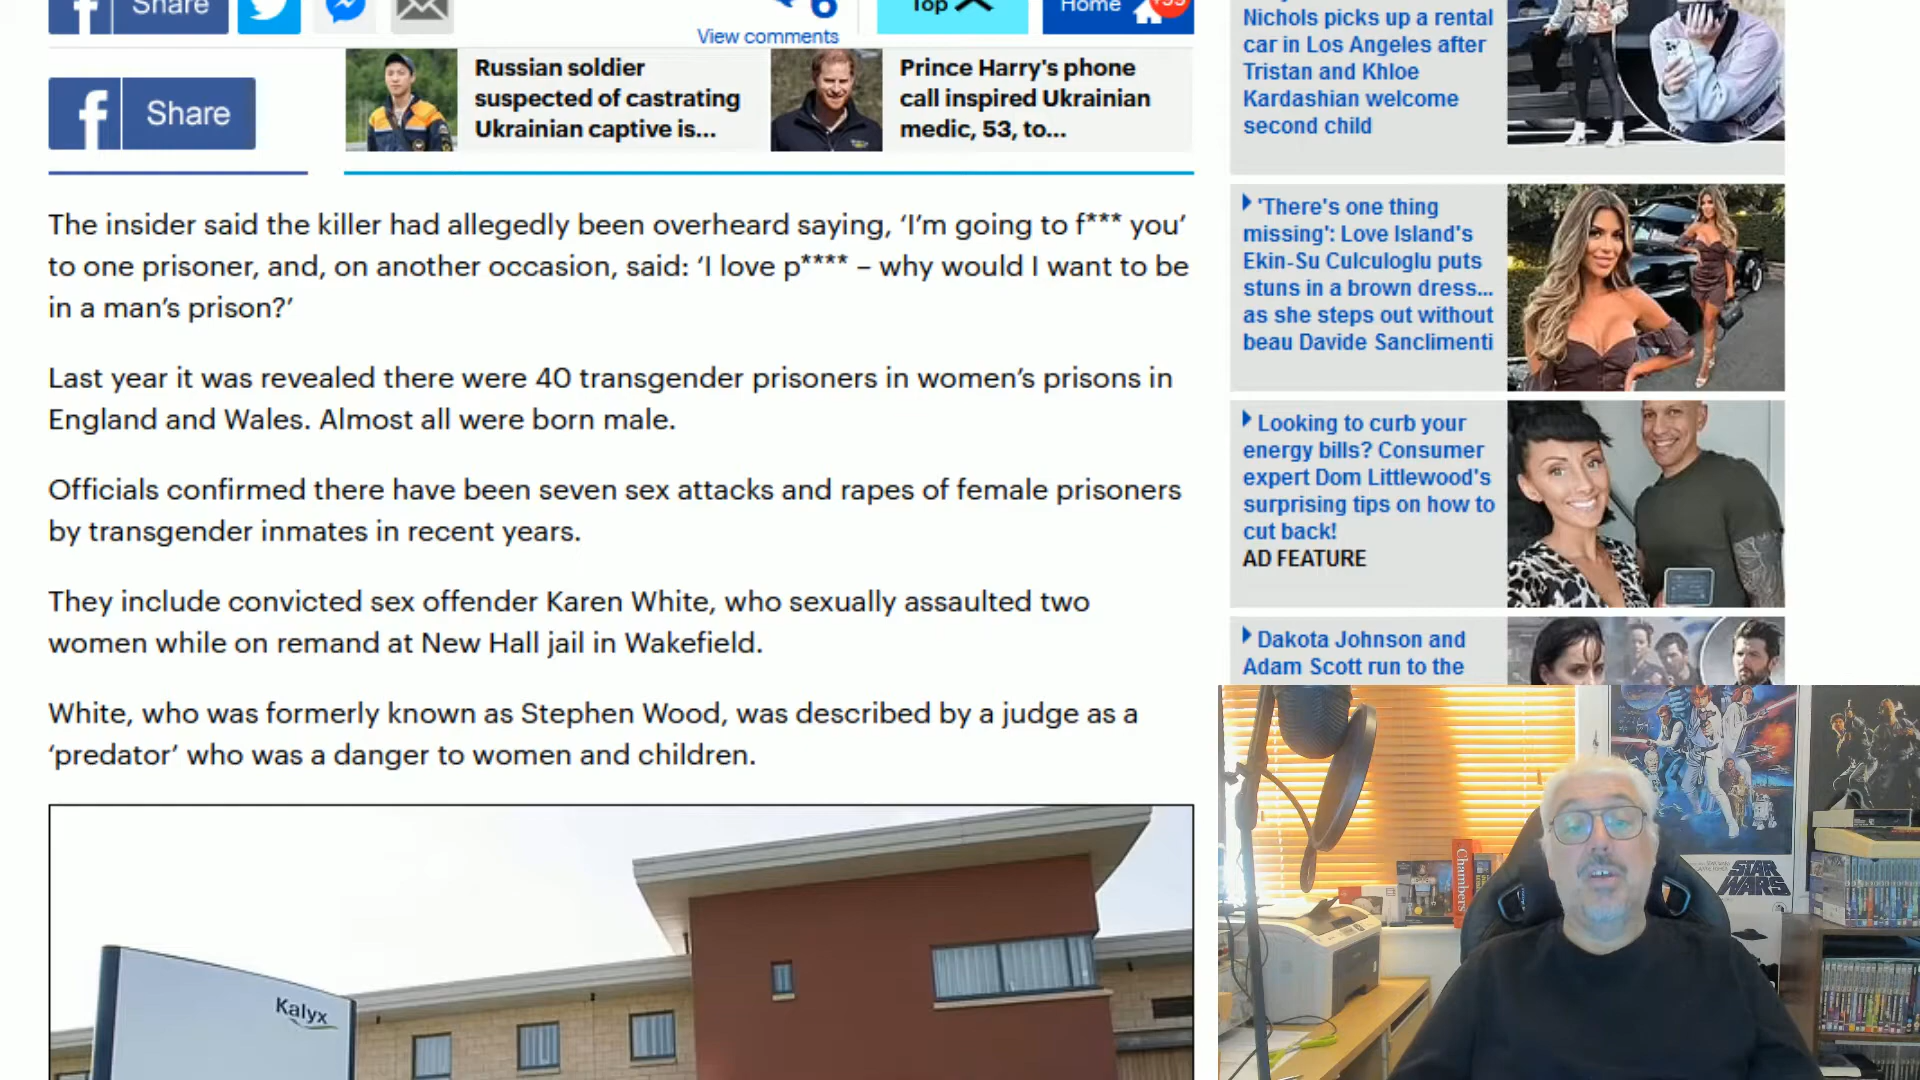 Share
6
View comments
Top
Home
Share
Russian soldier
suspected of castrating
Ukrainian captive is...
Prince Harry's phone
call inspired Ukrainian
medic, 53, to...
The insider said the killer had allegedly been overheard saying, ‘I’m going to f*** you’
to one prisoner, and, on another occasion, said: ‘I love p**** – why would I want to be
in a man’s prison?’
Last year it was revealed there were 40 transgender prisoners in women’s prisons in
England and Wales. Almost all were born male.
Officials confirmed there have been seven sex attacks and rapes of female prisoners
by transgender inmates in recent years.
They include convicted sex offender Karen White, who sexually assaulted two
women while on remand at New Hall jail in Wakefield.
White, who was formerly known as Stephen Wood, was described by a judge as a
‘predator’ who was a danger to women and children.
Kalyx
Nichols picks up a rental
car in Los Angeles after
Tristan and Khloe
Kardashian welcome
second child
'There's one thing
missing': Love Island's
Ekin-Su Culculoglu puts
stuns in a brown dress...
as she steps out without
beau Davide Sanclimenti
Looking to curb your
energy bills? Consumer
expert Dom Littlewood's
surprising tips on how to
cut back!
AD FEATURE
Dakota Johnson and
Adam Scott run to the
Chambers
STAR
WARS